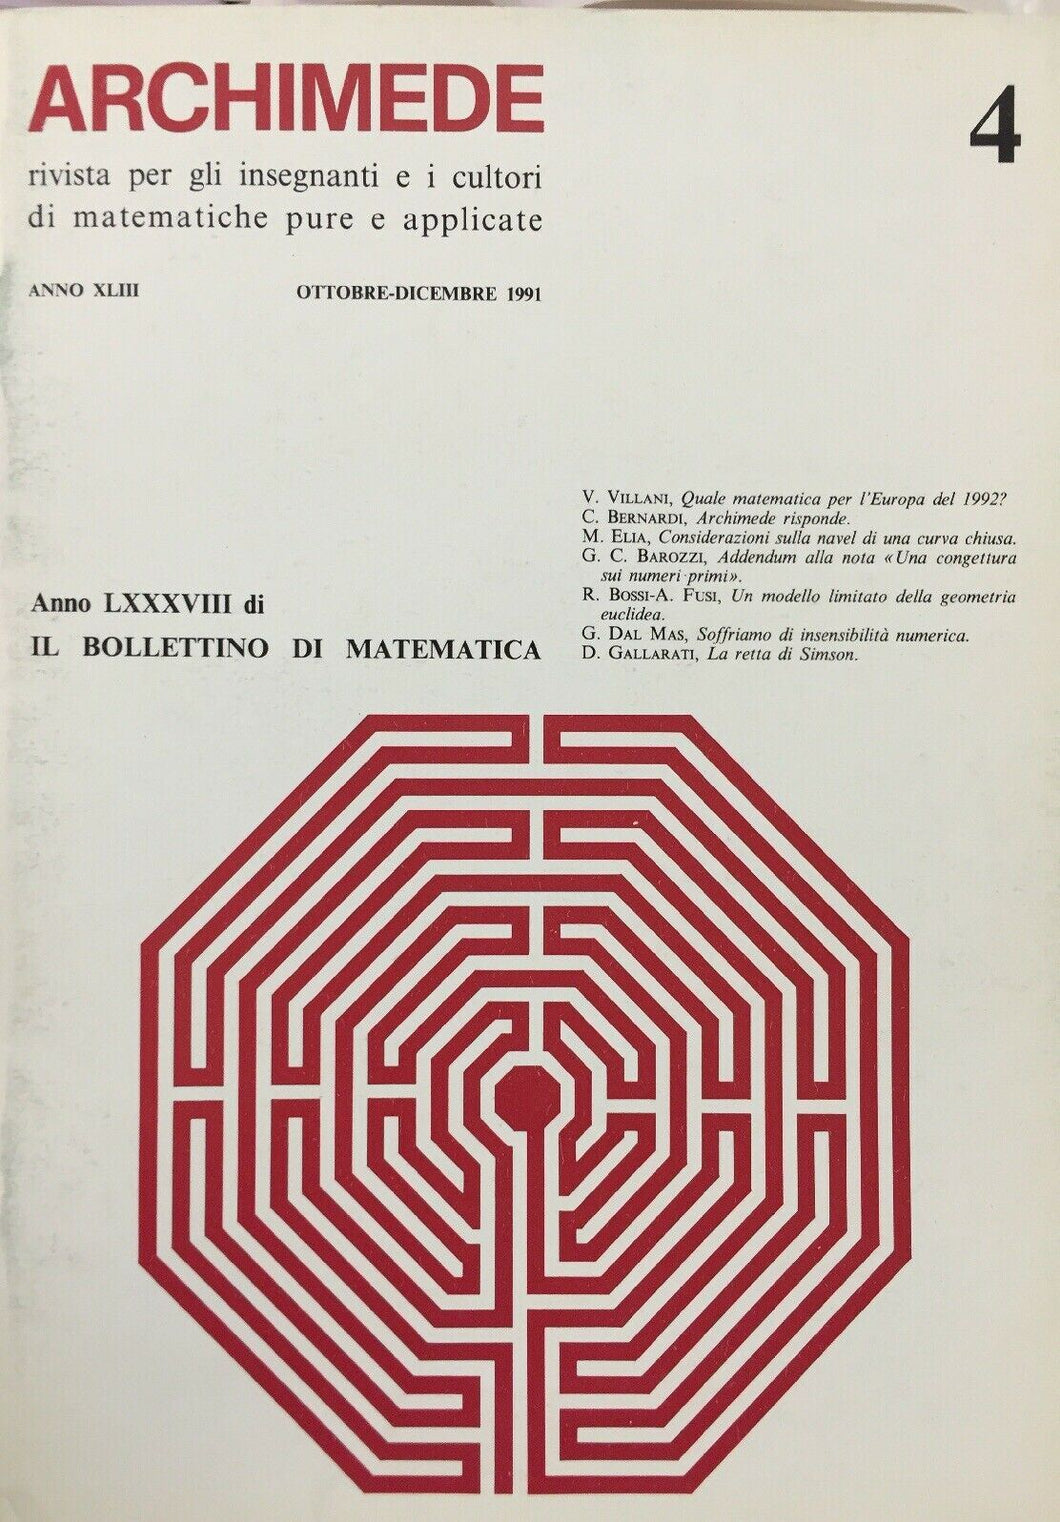 ARCHIMEDE
4
rivista per gli insegnanti e i cultori
di matematiche pure e applicate
ANNO XLIII OTTOBRE-DICEMBRE 1991
V. VILLANI, Quale matematica per l'Europa del 1992?
C. BERNARDI, Archimede risponde.
M. ELIA, Considerazioni sulla navel di una curva chiusa.
G. C. BAROZZI, Addendum alla nota «Una congettura
sui numeri primi».
R. BOSSI-A. FUSI, Un modello limitato della geometria
euclidea.
G. DAL MAS, Soffriamo di insensibilità numerica.
D. GALLARATI, La retta di Simson.
Anno LXXXVIII di
IL BOLLETTINO DI MATEMATICA